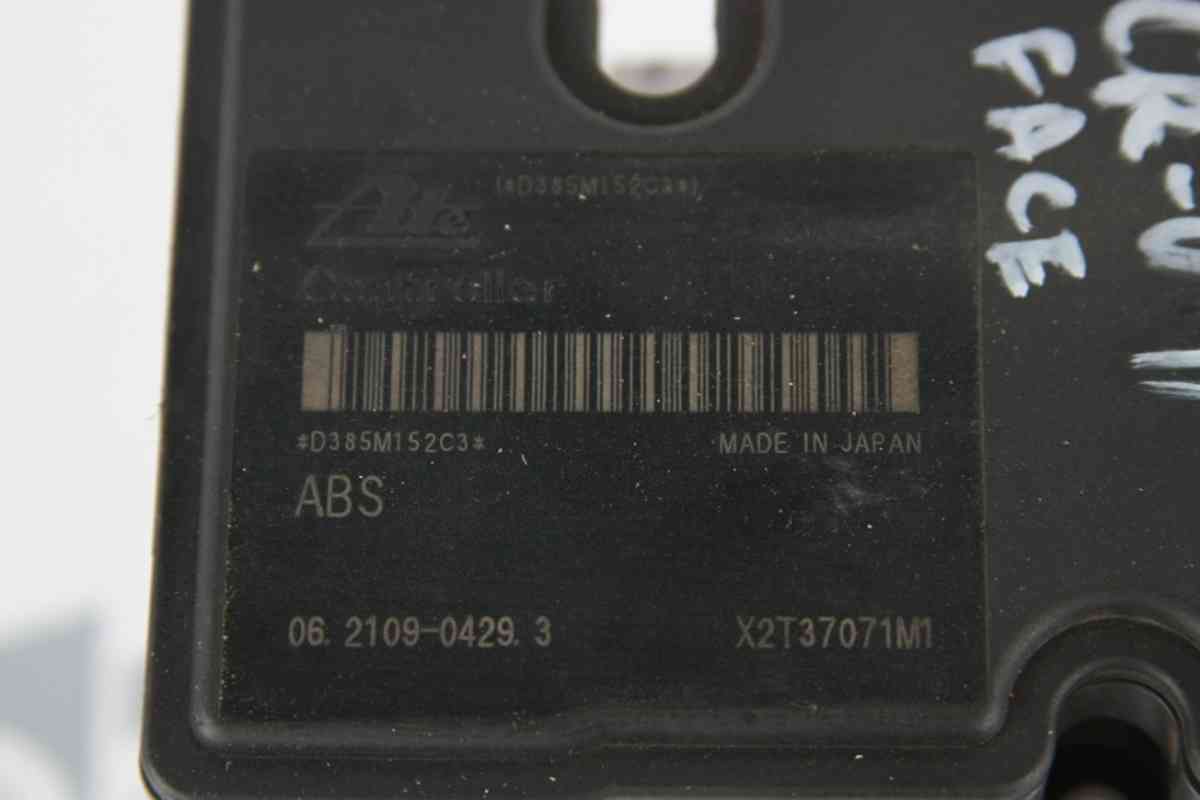 (*D385M152C3*)
Ate
Controller
*D385M152C3*
MADE IN JAPAN
ABS
06.2109-0429.3
X2T37071M1
FACE